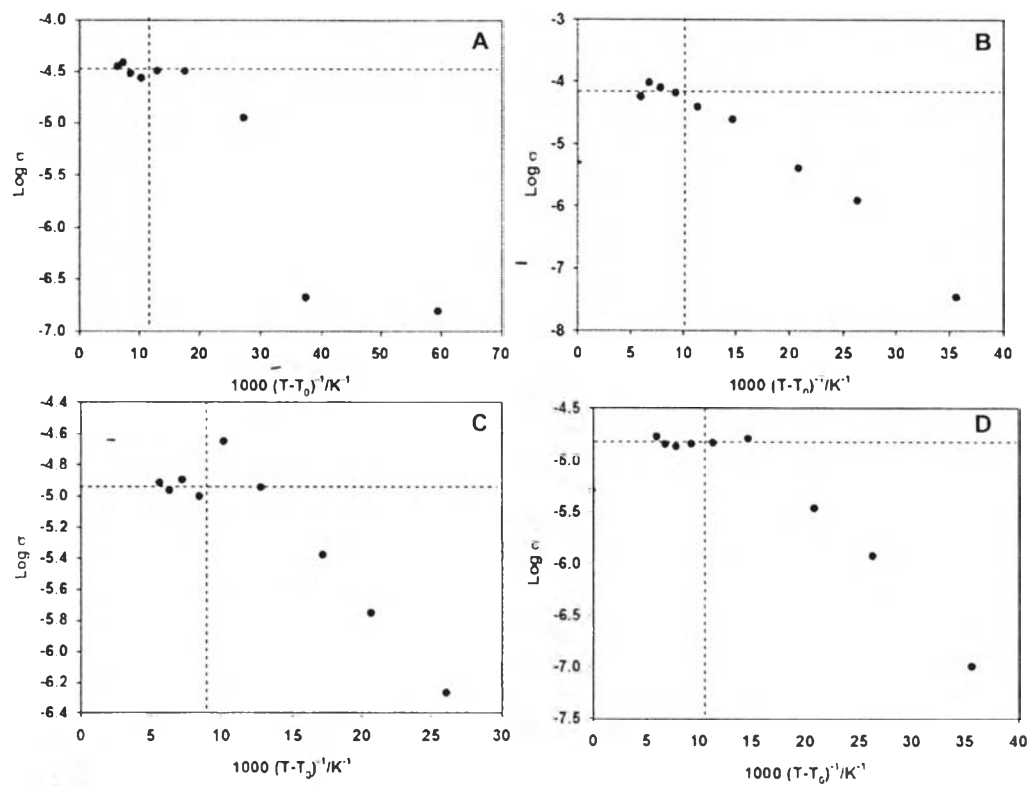 A
-4.0
-4.5
-5.0
-5.5
-6.0
-6.5
-7.0
Log σ
0 10 20 30 40 50 60 70
1000 (T-T₀)⁻¹/K⁻¹
B
-3
-4
-5
-6
-7
-8
Log σ
0 5 10 15 20 25 30 35 40
1000 (T-T₀)⁻¹/K⁻¹
C
-4.4
-4.6
-4.8
-5.0
-5.2
-5.4
-5.6
-5.8
-6.0
-6.2
-6.4
Log σ
0 5 10 15 20 25 30
1000 (T-T₀)⁻¹/K⁻¹
D
-4.5
-5.0
-5.5
-6.0
-6.5
-7.0
-7.5
Log σ
0 5 10 15 20 25 30 35 40
1000 (T-T₀)⁻¹/K⁻¹